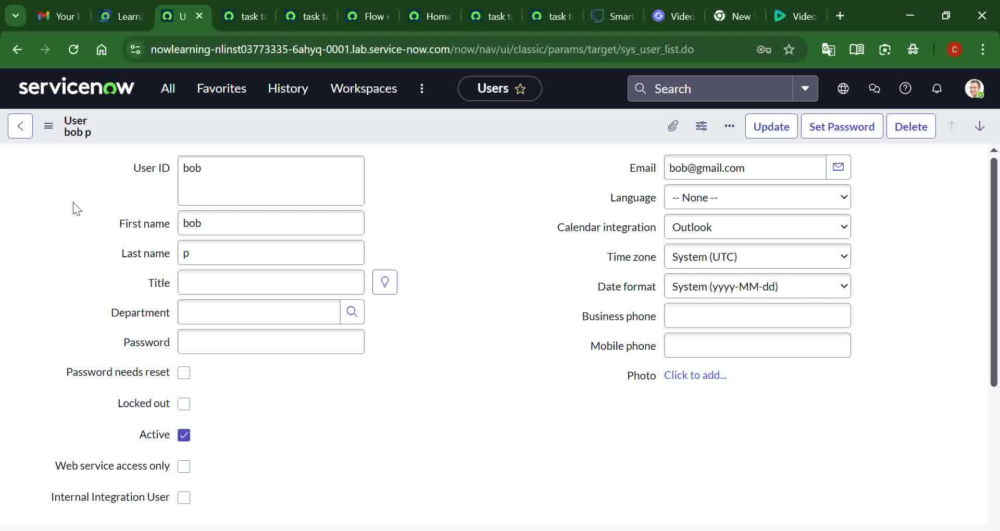 Your
Learn
U
task t
task t
Flow
Home
task t
task t
Smar
Videc
New
Videc
nowlearning-nlinst03773335-6ahyq-0001.lab.service-now.com/now/nav/ui/classic/params/target/sys_user_list.do
C
servicenow
All
Favorites
History
Workspaces
Users
Search
User
bob p
Update
Set Password
Delete
User ID
bob
First name
bob
Last name
p
Title
Department
Password
Password needs reset
Locked out
Active
Web service access only
Internal Integration User
Email
bob@gmail.com
Language
-- None --
Calendar integration
Outlook
Time zone
System (UTC)
Date format
System (yyyy-MM-dd)
Business phone
Mobile phone
Photo
Click to add...